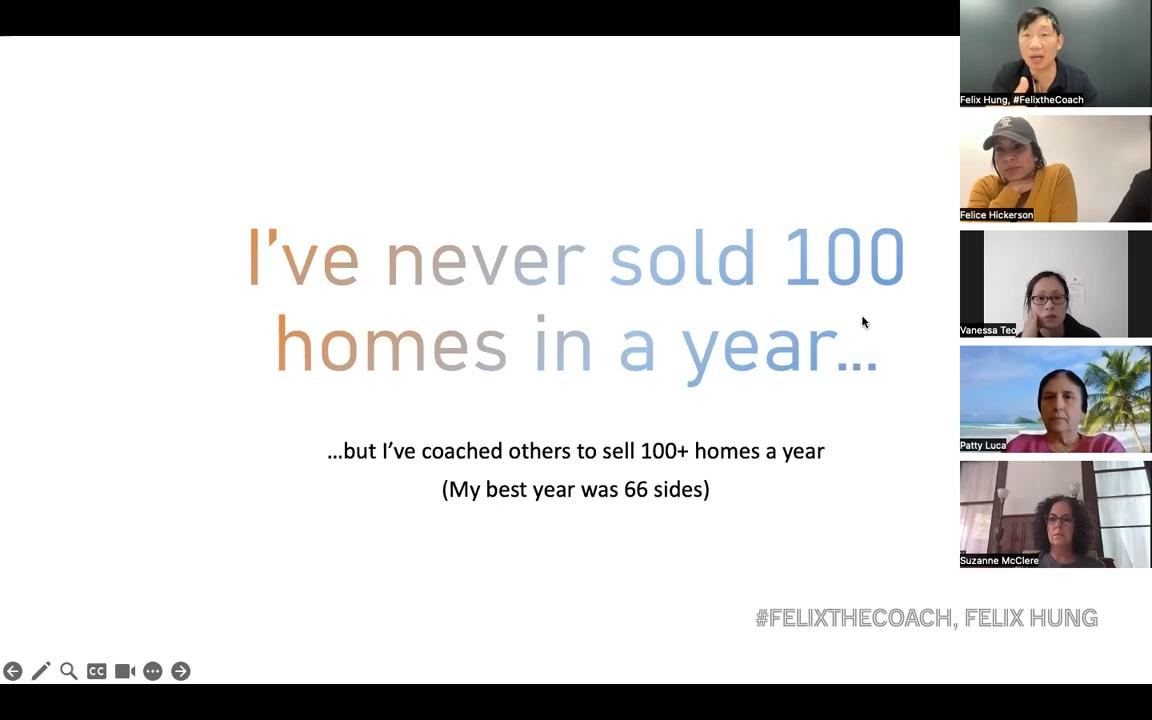 I've never sold 100
homes in a year...
...but I've coached others to sell 100+ homes a year
(My best year was 66 sides)
#FELIXTHECOACH, FELIX HUNG
Felix Hung, #FelixtheCoach
Felice Hickerson
Vanessa Teo
Patty Luca
Suzanne McClere
CC